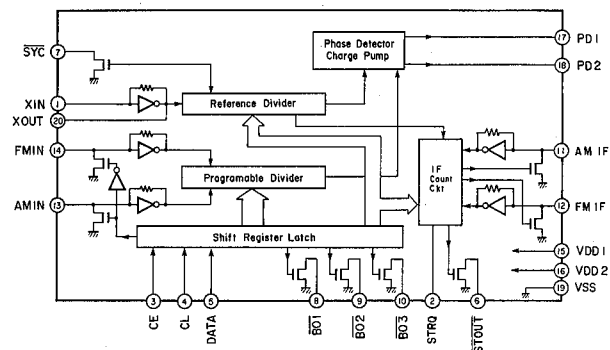 SYC
7
XIN
1
XOUT
20
FMIN
14
AMIN
13
Phase Detector
Charge Pump
17
PD1
18
PD2
Reference Divider
Programable Divider
IF
Count
Ckt
11
AM IF
12
FM IF
Shift Register Latch
15
VDD1
16
VDD2
19
VSS
3
4
5
8
9
10
2
6
CE
CL
DATA
BO1
BO2
BO3
STRQ
STOUT